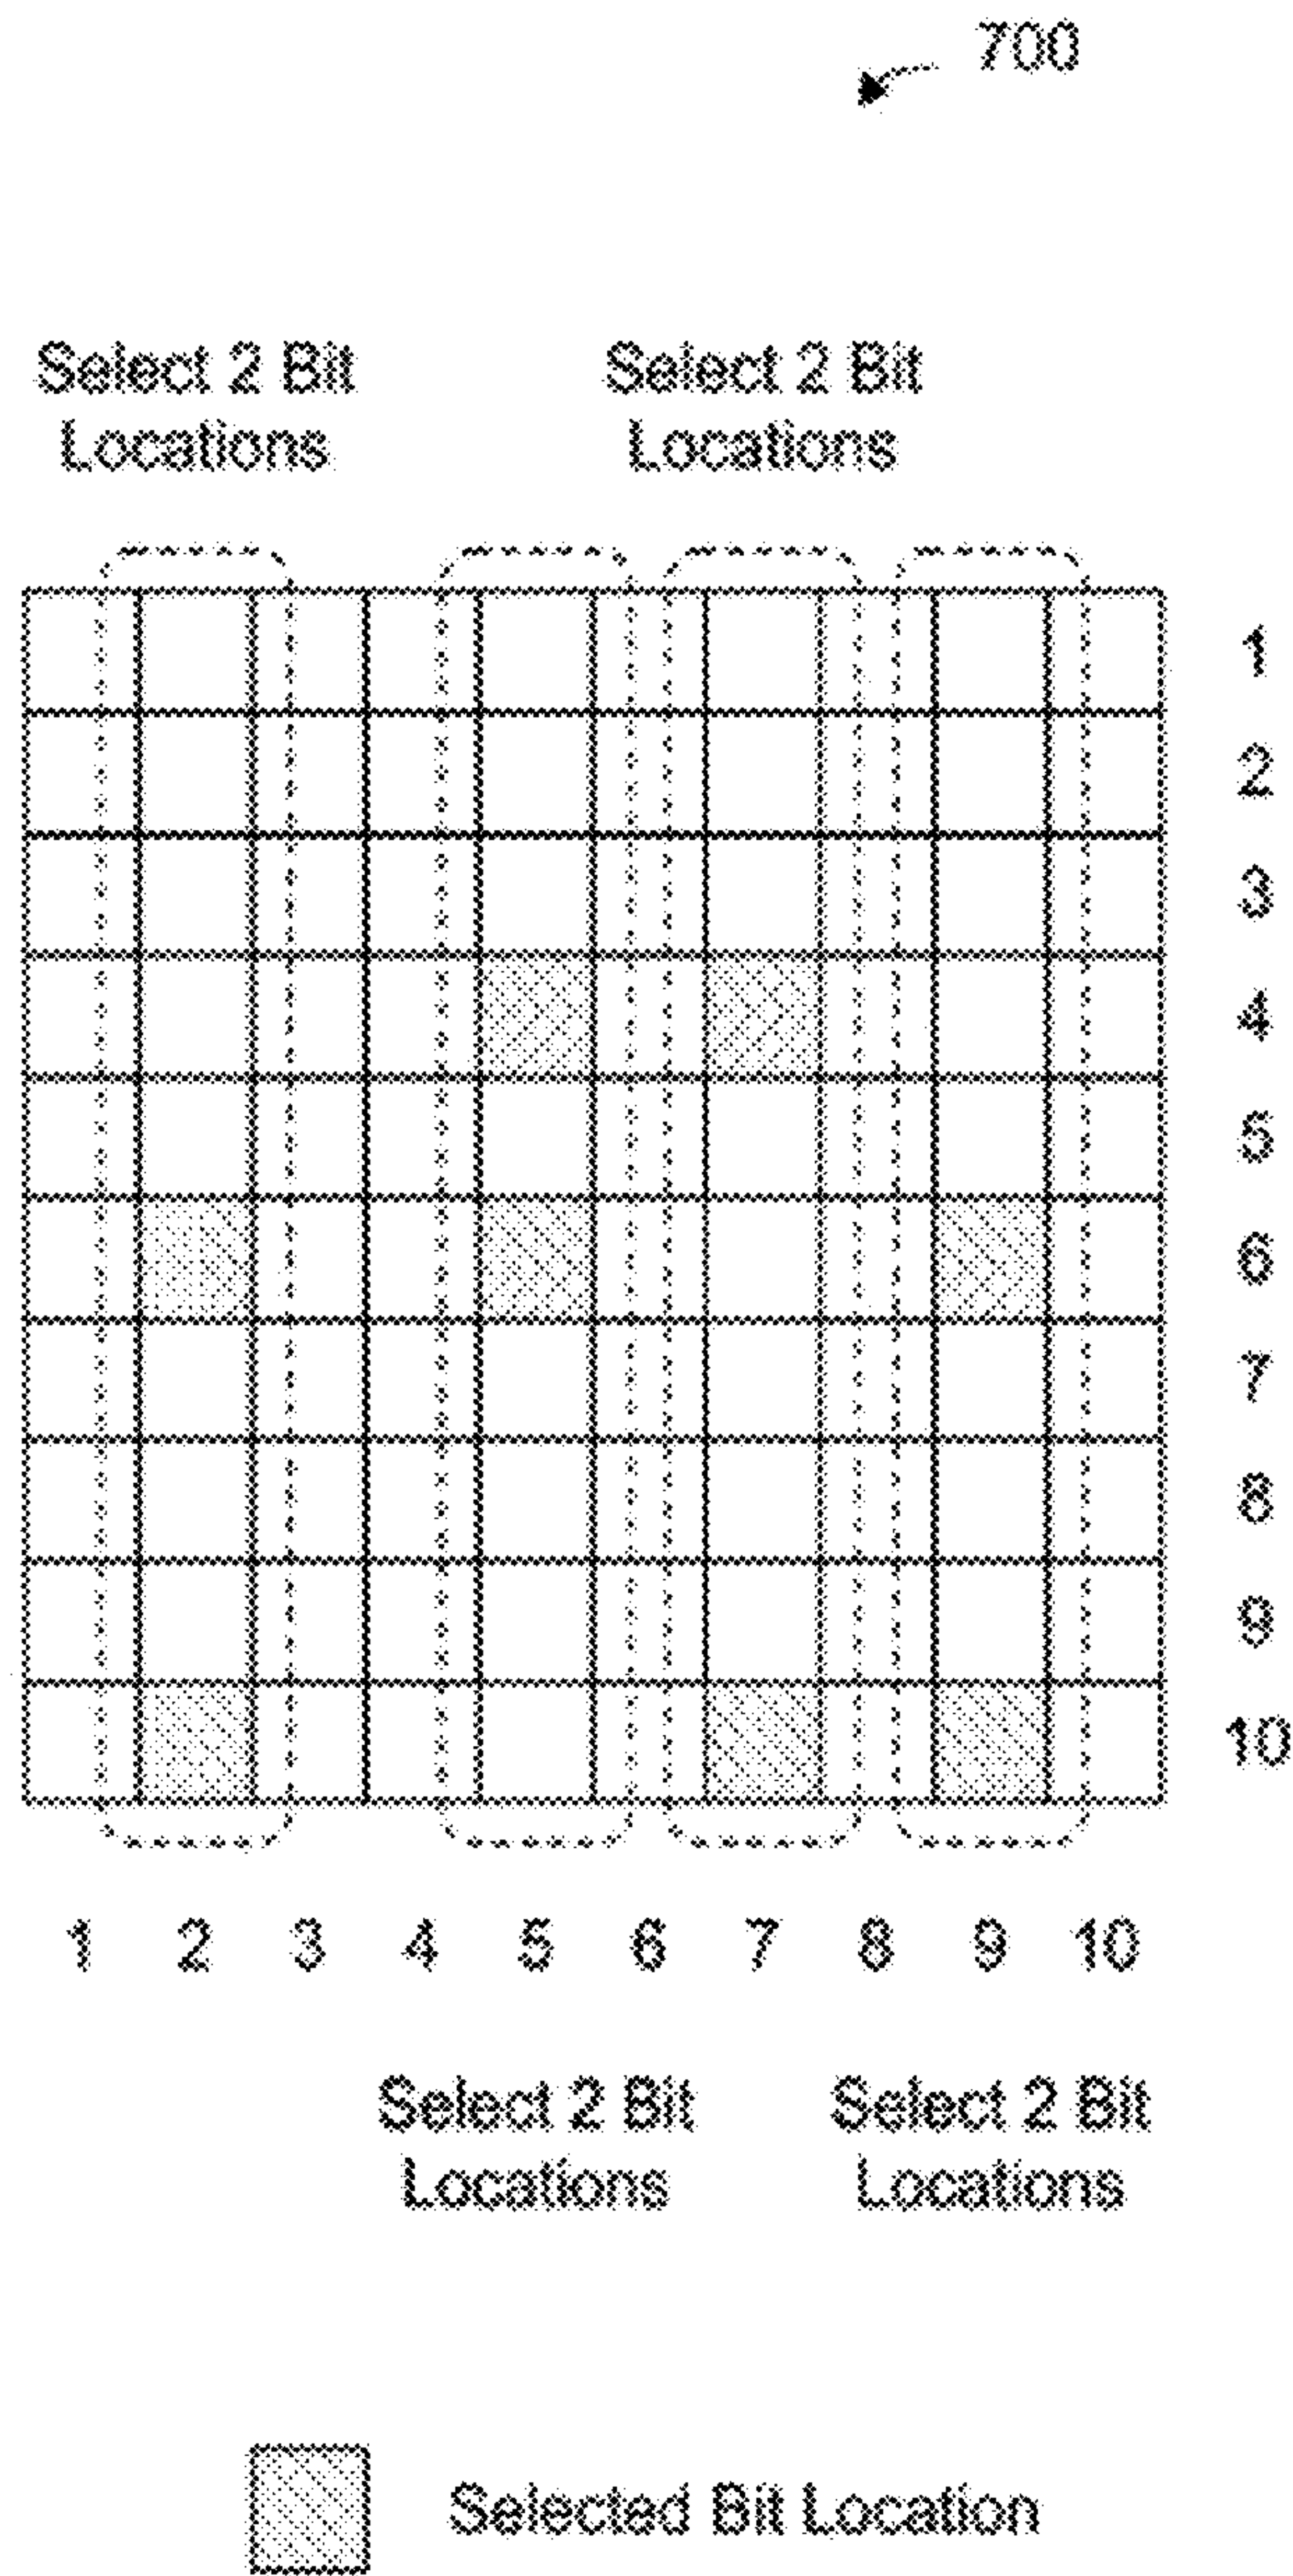 700
Select 2 Bit Select 2 Bit
Locations Locations
1
2
3
4
5
6
7
8
9
10
1 2 3 4 5 6 7 8 9 10
Select 2 Bit Select 2 Bit
Locations Locations
Selected Bit Location